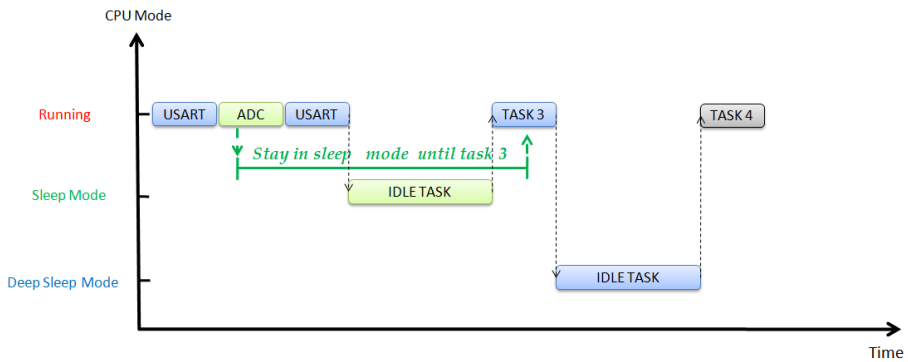 CPU Mode
Running
USART
ADC
USART
TASK 3
TASK 4
Stay in sleep mode until task 3
Sleep Mode
IDLE TASK
Deep Sleep Mode
IDLE TASK
Time